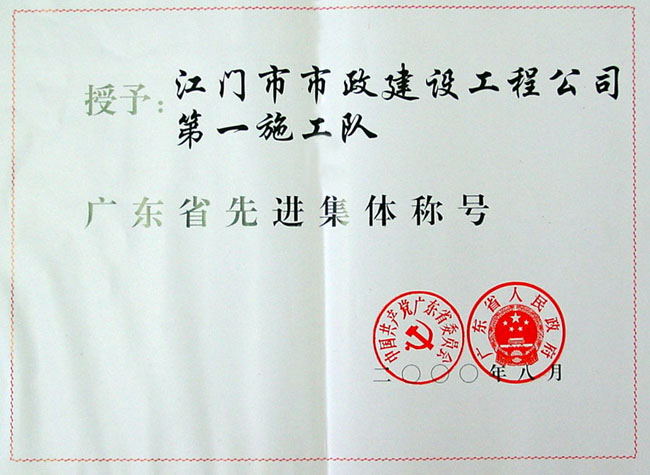 授予：江门市市政建设工程公司
第一施工队
广东省先进集体称号
中国共产党广东省委员会
广东省人民政府
二〇〇〇年八月